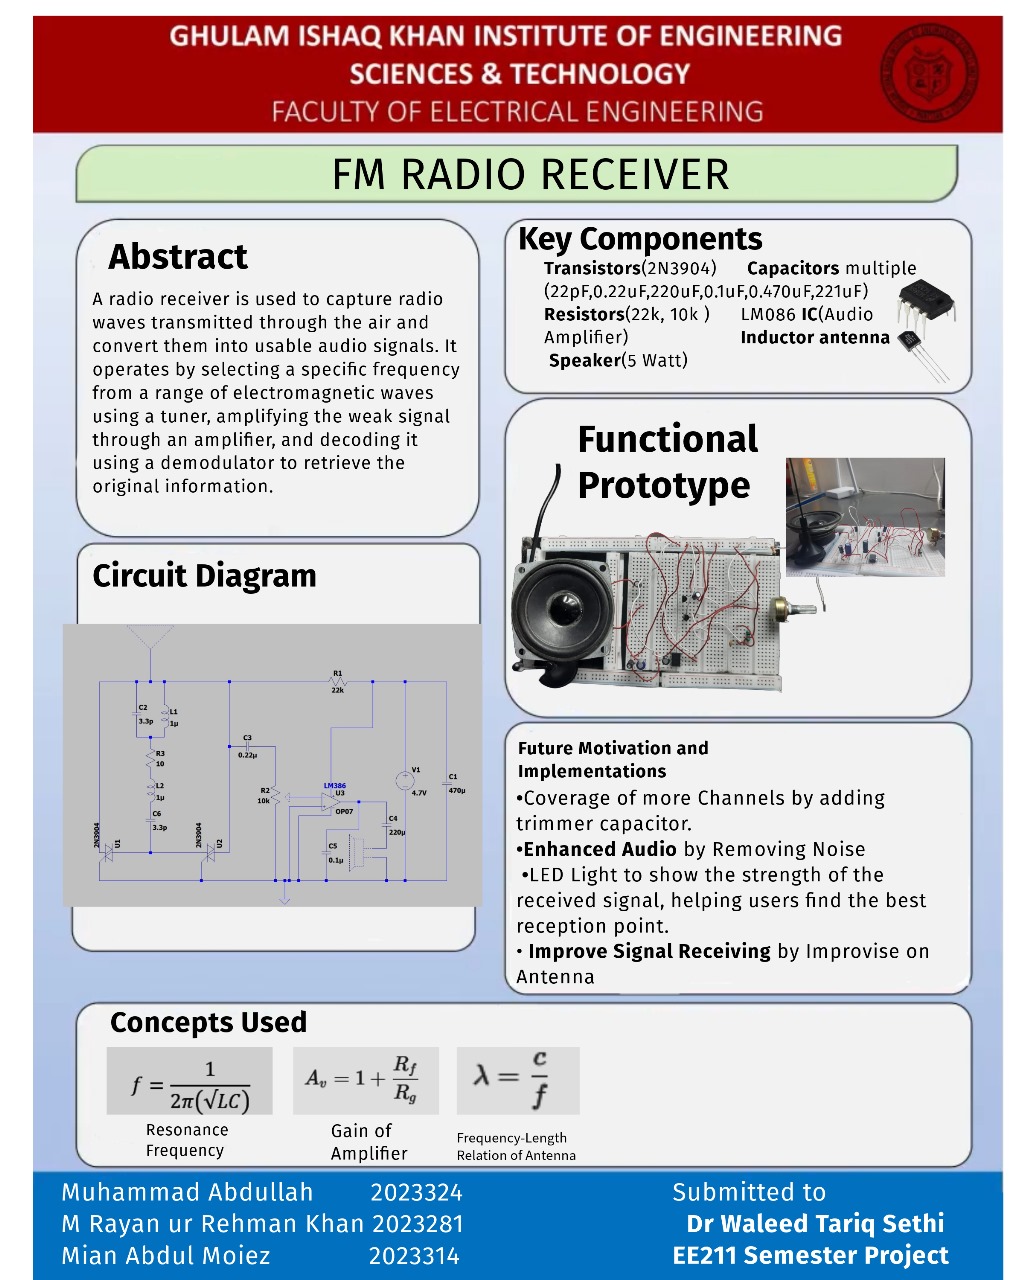 GHULAM ISHAQ KHAN INSTITUTE OF ENGINEERING
SCIENCES & TECHNOLOGY
FACULTY OF ELECTRICAL ENGINEERING
FM RADIO RECEIVER
Abstract
A radio receiver is used to capture radio
waves transmitted through the air and
convert them into usable audio signals. It
operates by selecting a specific frequency
from a range of electromagnetic waves
using a tuner, amplifying the weak signal
through an amplifier, and decoding it
using a demodulator to retrieve the
original information.
Key Components
Transistors(2N3904) Capacitors multiple
(22pF,0.22uF,220uF,0.1uF,0.470uF,221uF)
Resistors(22k, 10k ) LM086 IC(Audio
Amplifier) Inductor antenna
Speaker(5 Watt)
Functional
Prototype
Circuit Diagram
R1
22k
C2
3.3p
L1
1µ
R3
10
L2
1µ
C6
3.3p
2N3904
U1
2N3904
U2
C3
0.22µ
R2
10k
LM386
U3
OP07
V1
4.7V
C1
470µ
C4
220µ
C5
0.1µ
Future Motivation and
Implementations
•Coverage of more Channels by adding
trimmer capacitor.
•Enhanced Audio by Removing Noise
•LED Light to show the strength of the
received signal, helping users find the best
reception point.
• Improve Signal Receiving by Improvise on
Antenna
Concepts Used
f = 1 / 2π(√LC)
Resonance
Frequency
A_v = 1 + R_f / R_g
Gain of
Amplifier
λ = c / f
Frequency-Length
Relation of Antenna
Muhammad Abdullah 2023324
M Rayan ur Rehman Khan 2023281
Mian Abdul Moiez 2023314
Submitted to
Dr Waleed Tariq Sethi
EE211 Semester Project